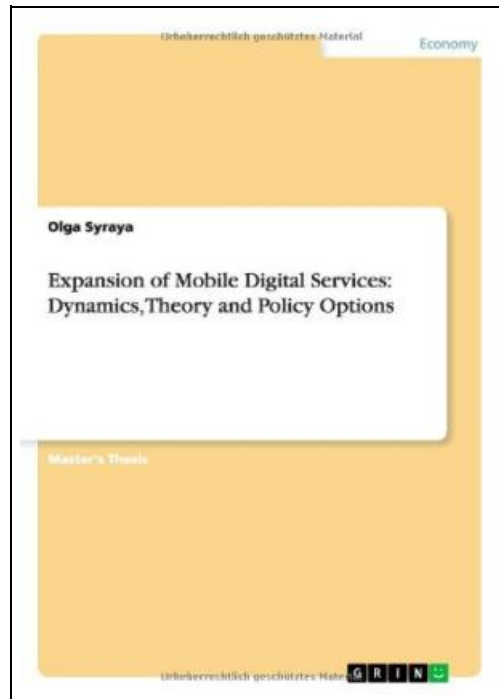 Urheberrechtlich geschütztes Material
Economy
Olga Syraya
Expansion of Mobile Digital Services:
Dynamics, Theory and Policy Options
Master's Thesis
Urheberrechtlich geschütztes Material
G R I N